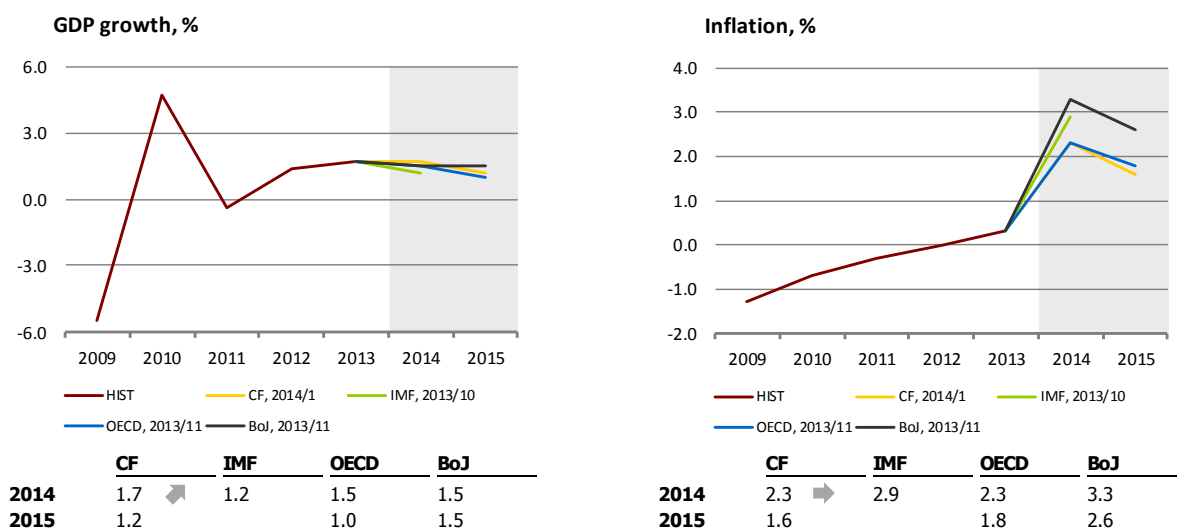 GDP growth, %
6.0
3.0
0.0
-3.0
-6.0
2009 2010 2011 2012 2013 2014 2015
HIST CF, 2014/1 IMF, 2013/10
OECD, 2013/11 BoJ, 2013/11
CF IMF OECD BoJ
2014 1.7 1.2 1.5 1.5
2015 1.2 1.0 1.5
Inflation, %
4.0
3.0
2.0
1.0
0.0
-1.0
-2.0
2009 2010 2011 2012 2013 2014 2015
HIST CF, 2014/1 IMF, 2013/10
OECD, 2013/11 BoJ, 2013/11
CF IMF OECD BoJ
2014 2.3 2.9 2.3 3.3
2015 1.6 1.8 2.6